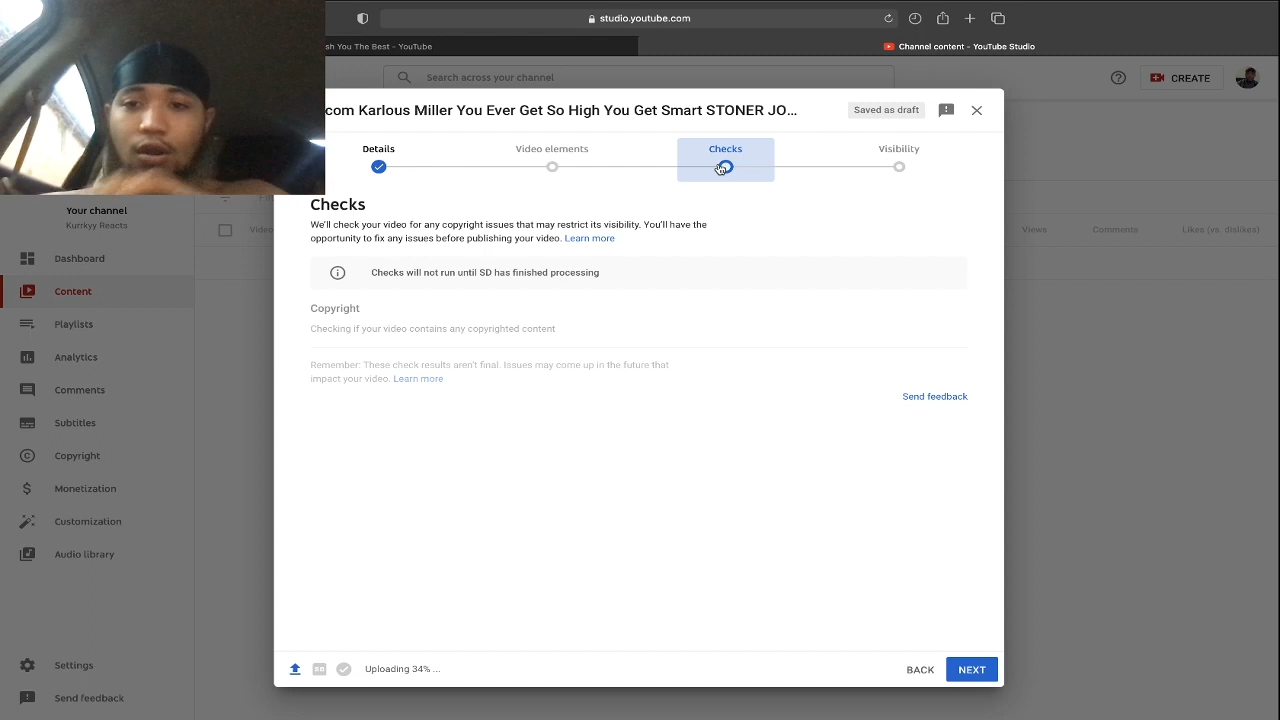 studio.youtube.com
sh You The Best – YouTube
Channel content - YouTube Studio
Search across your channel
CREATE
com Karlous Miller You Ever Get So High You Get Smart STONER JO...
Saved as draft
Details
Video elements
Checks
Visibility
Your channel
Kurrkyy Reacts
Dashboard
Content
Playlists
Analytics
Comments
Subtitles
Copyright
Monetization
Customization
Audio library
Settings
Send feedback
Video
Views
Comments
Likes (vs. dislikes)
Checks
We'll check your video for any copyright issues that may restrict its visibility. You'll have the
opportunity to fix any issues before publishing your video. Learn more
Checks will not run until SD has finished processing
Copyright
Checking if your video contains any copyrighted content
Remember: These check results aren't final. Issues may come up in the future that
impact your video. Learn more
Send feedback
Uploading 34% ...
BACK
NEXT